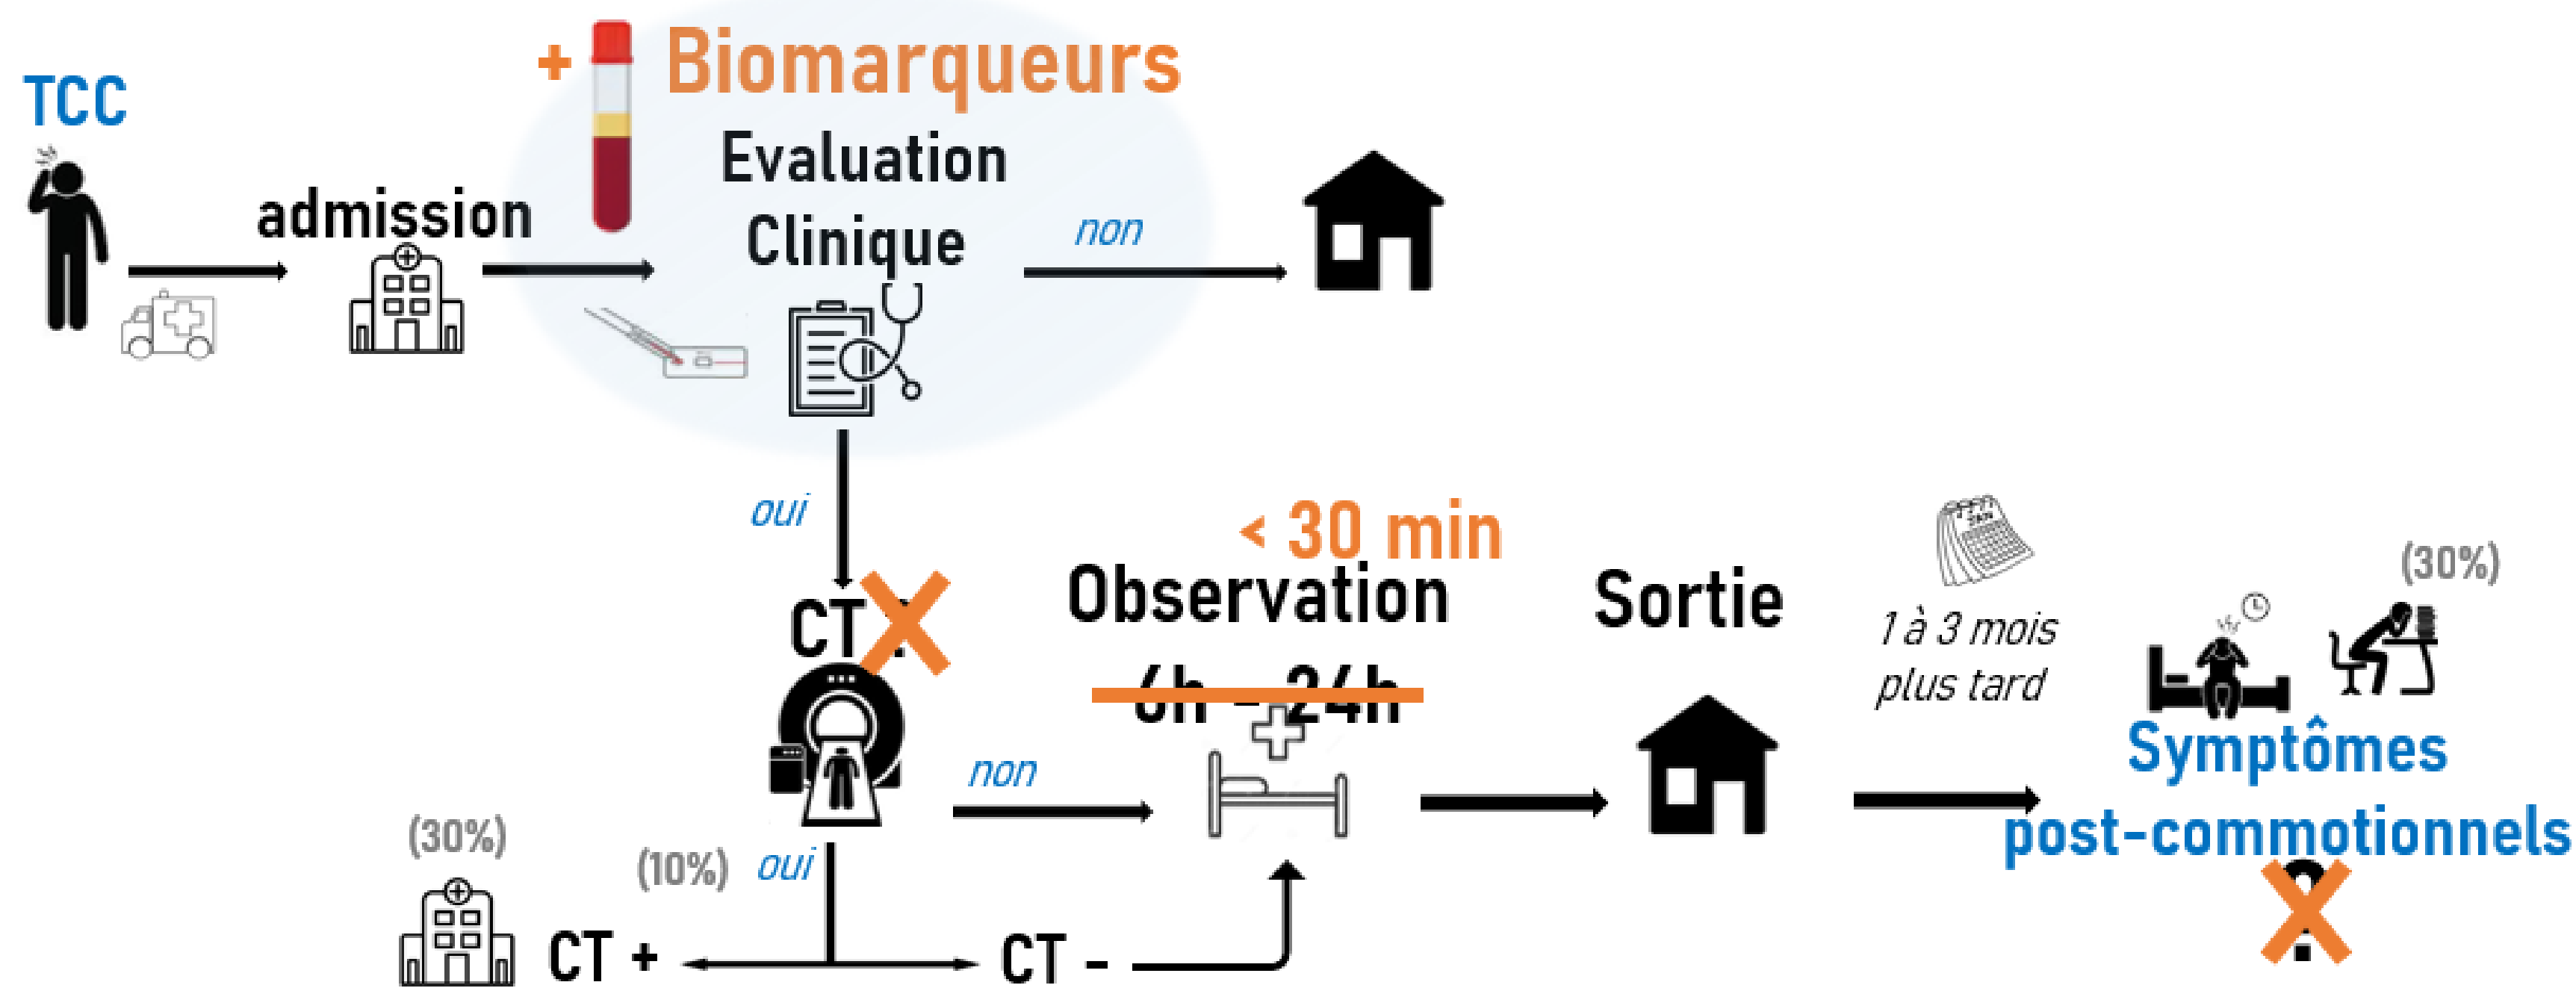 + Biomarqueurs
TCC
Evaluation
Clinique
admission
non
oui
< 30 min
CT ?
Observation
6h - 24h
Sortie
1 à 3 mois
plus tard
(30%)
Symptômes
post-commotionnels
?
non
(30%)
(10%)
oui
CT +
CT -